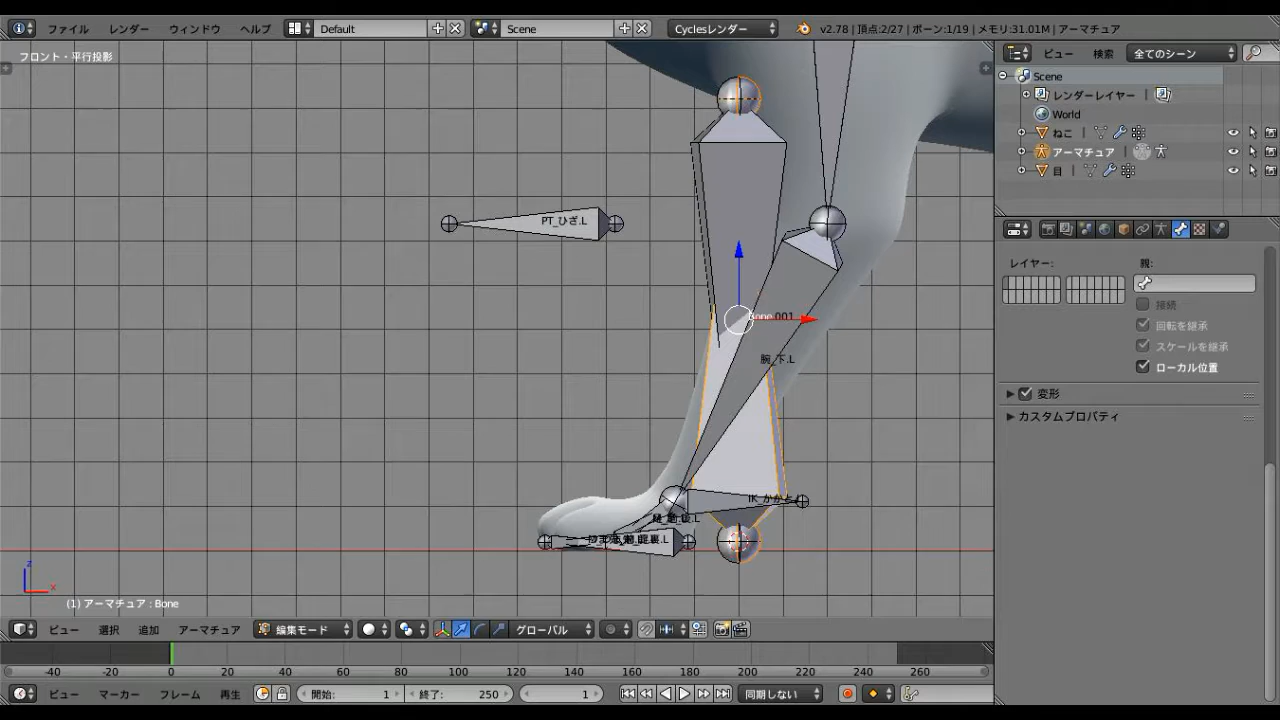 ファイル レンダー ウィンドウ ヘルプ Default Scene Cyclesレンダー v2.78 | 頂点:2/27 | ボーン:1/19 | メモリ:31.01M | アーマチュア
フロント・平行投影
ビュー 検索 全てのシーン
Scene
レンダーレイヤー
World
ねこ
アーマチュア
目
PT_ひざ.L
Bone.001
腕_下.L
z
x
(1) アーマチュア : Bone
レイヤー: 親:
接続
回転を継承
スケールを継承
ローカル位置
変形
カスタムプロパティ
ビュー 選択 追加 アーマチュア 編集モード グローバル
-40 -20 0 20 40 60 80 100 120 140 160 180 200 220 240 260
ビュー マーカー フレーム 再生 開始: 1 終了: 250 1 同期しない